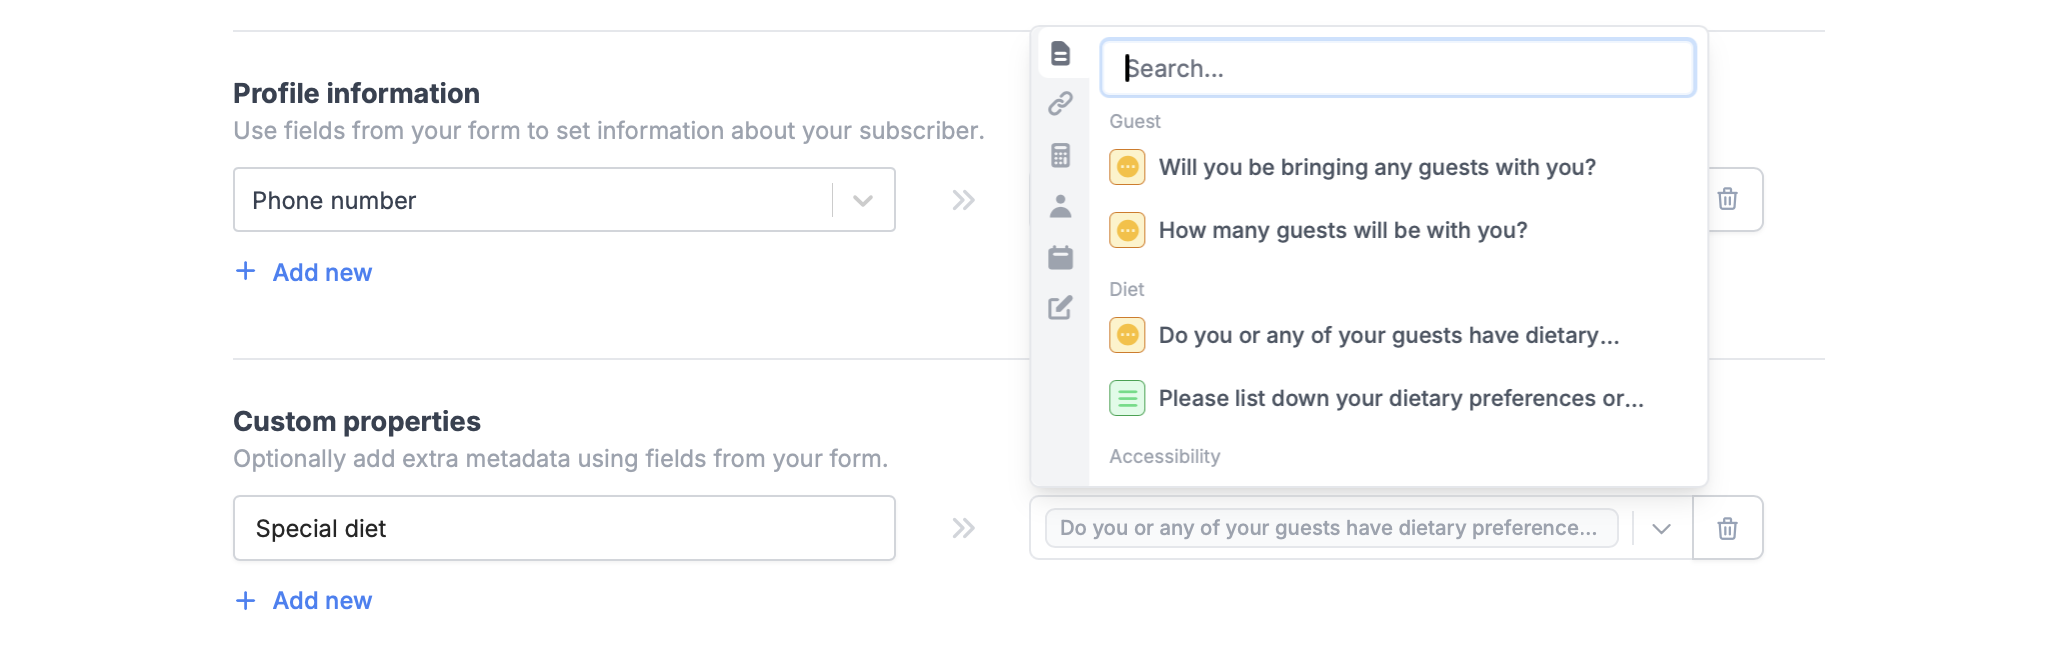 Profile information
Use fields from your form to set information about your subscriber.
Phone number
Add new
Search...
Guest
Will you be bringing any guests with you?
How many guests will be with you?
Diet
Do you or any of your guests have dietary...
Please list down your dietary preferences or...
Accessibility
Custom properties
Optionally add extra metadata using fields from your form.
Special diet
Do you or any of your guests have dietary preference...
Add new